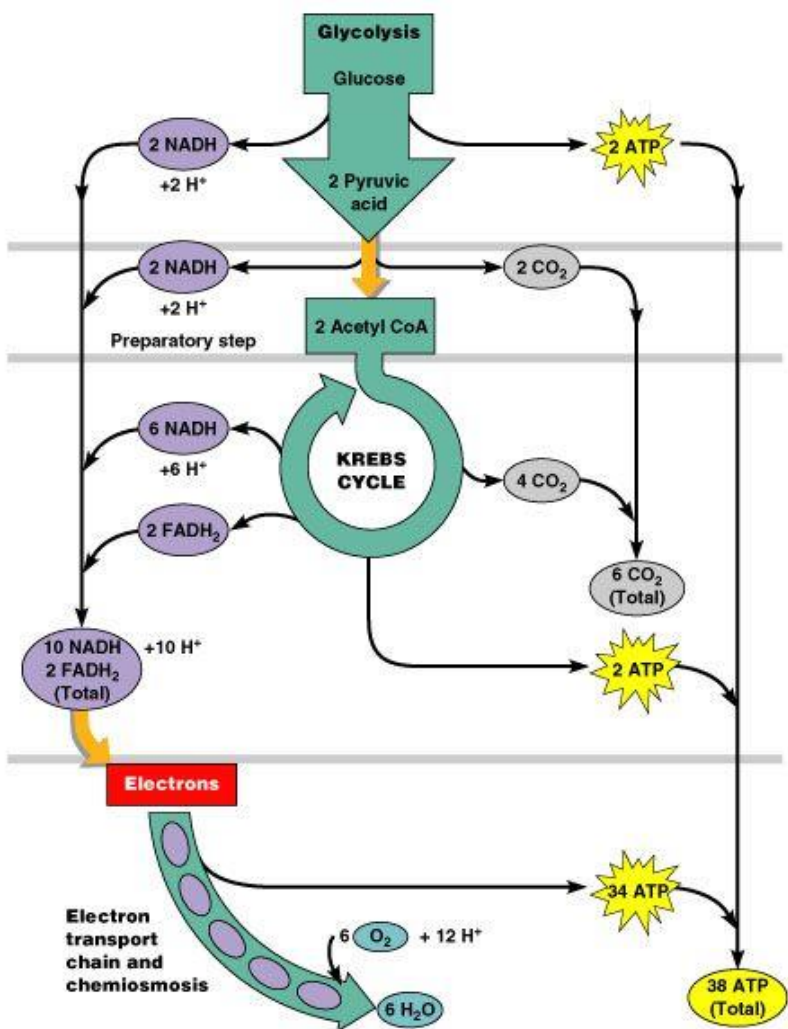 Glycolysis
Glucose
2 NADH
+2 H⁺
2 ATP
2 Pyruvic
acid
2 NADH
+2 H⁺
2 CO₂
Preparatory step
2 Acetyl CoA
6 NADH
+6 H⁺
KREBS
CYCLE
4 CO₂
2 FADH₂
6 CO₂
(Total)
10 NADH
2 FADH₂
(Total)
+10 H⁺
2 ATP
Electrons
34 ATP
Electron
transport
chain and
chemiosmosis
6 O₂ + 12 H⁺
6 H₂O
38 ATP
(Total)